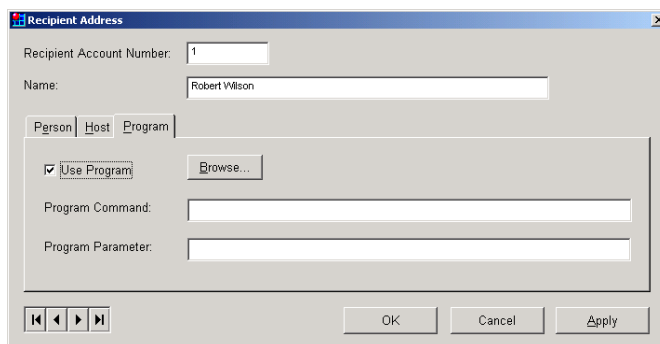 Recipient Address
Recipient Account Number: 1
Name: Robert Wilson
Person Host Program
Use Program Browse...
Program Command:
Program Parameter:
OK Cancel Apply